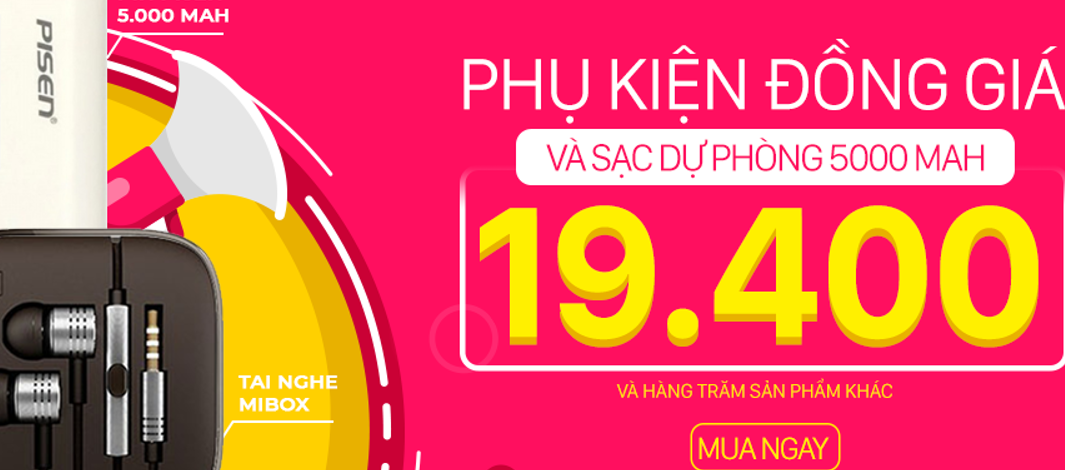 5.000 MAH
PISEN
PHỤ KIỆN ĐỒNG GIÁ
VÀ SẠC DỰ PHÒNG 5000 MAH
19.400
TAI NGHE
MIBOX
VÀ HÀNG TRĂM SẢN PHẨM KHÁC
MUA NGAY